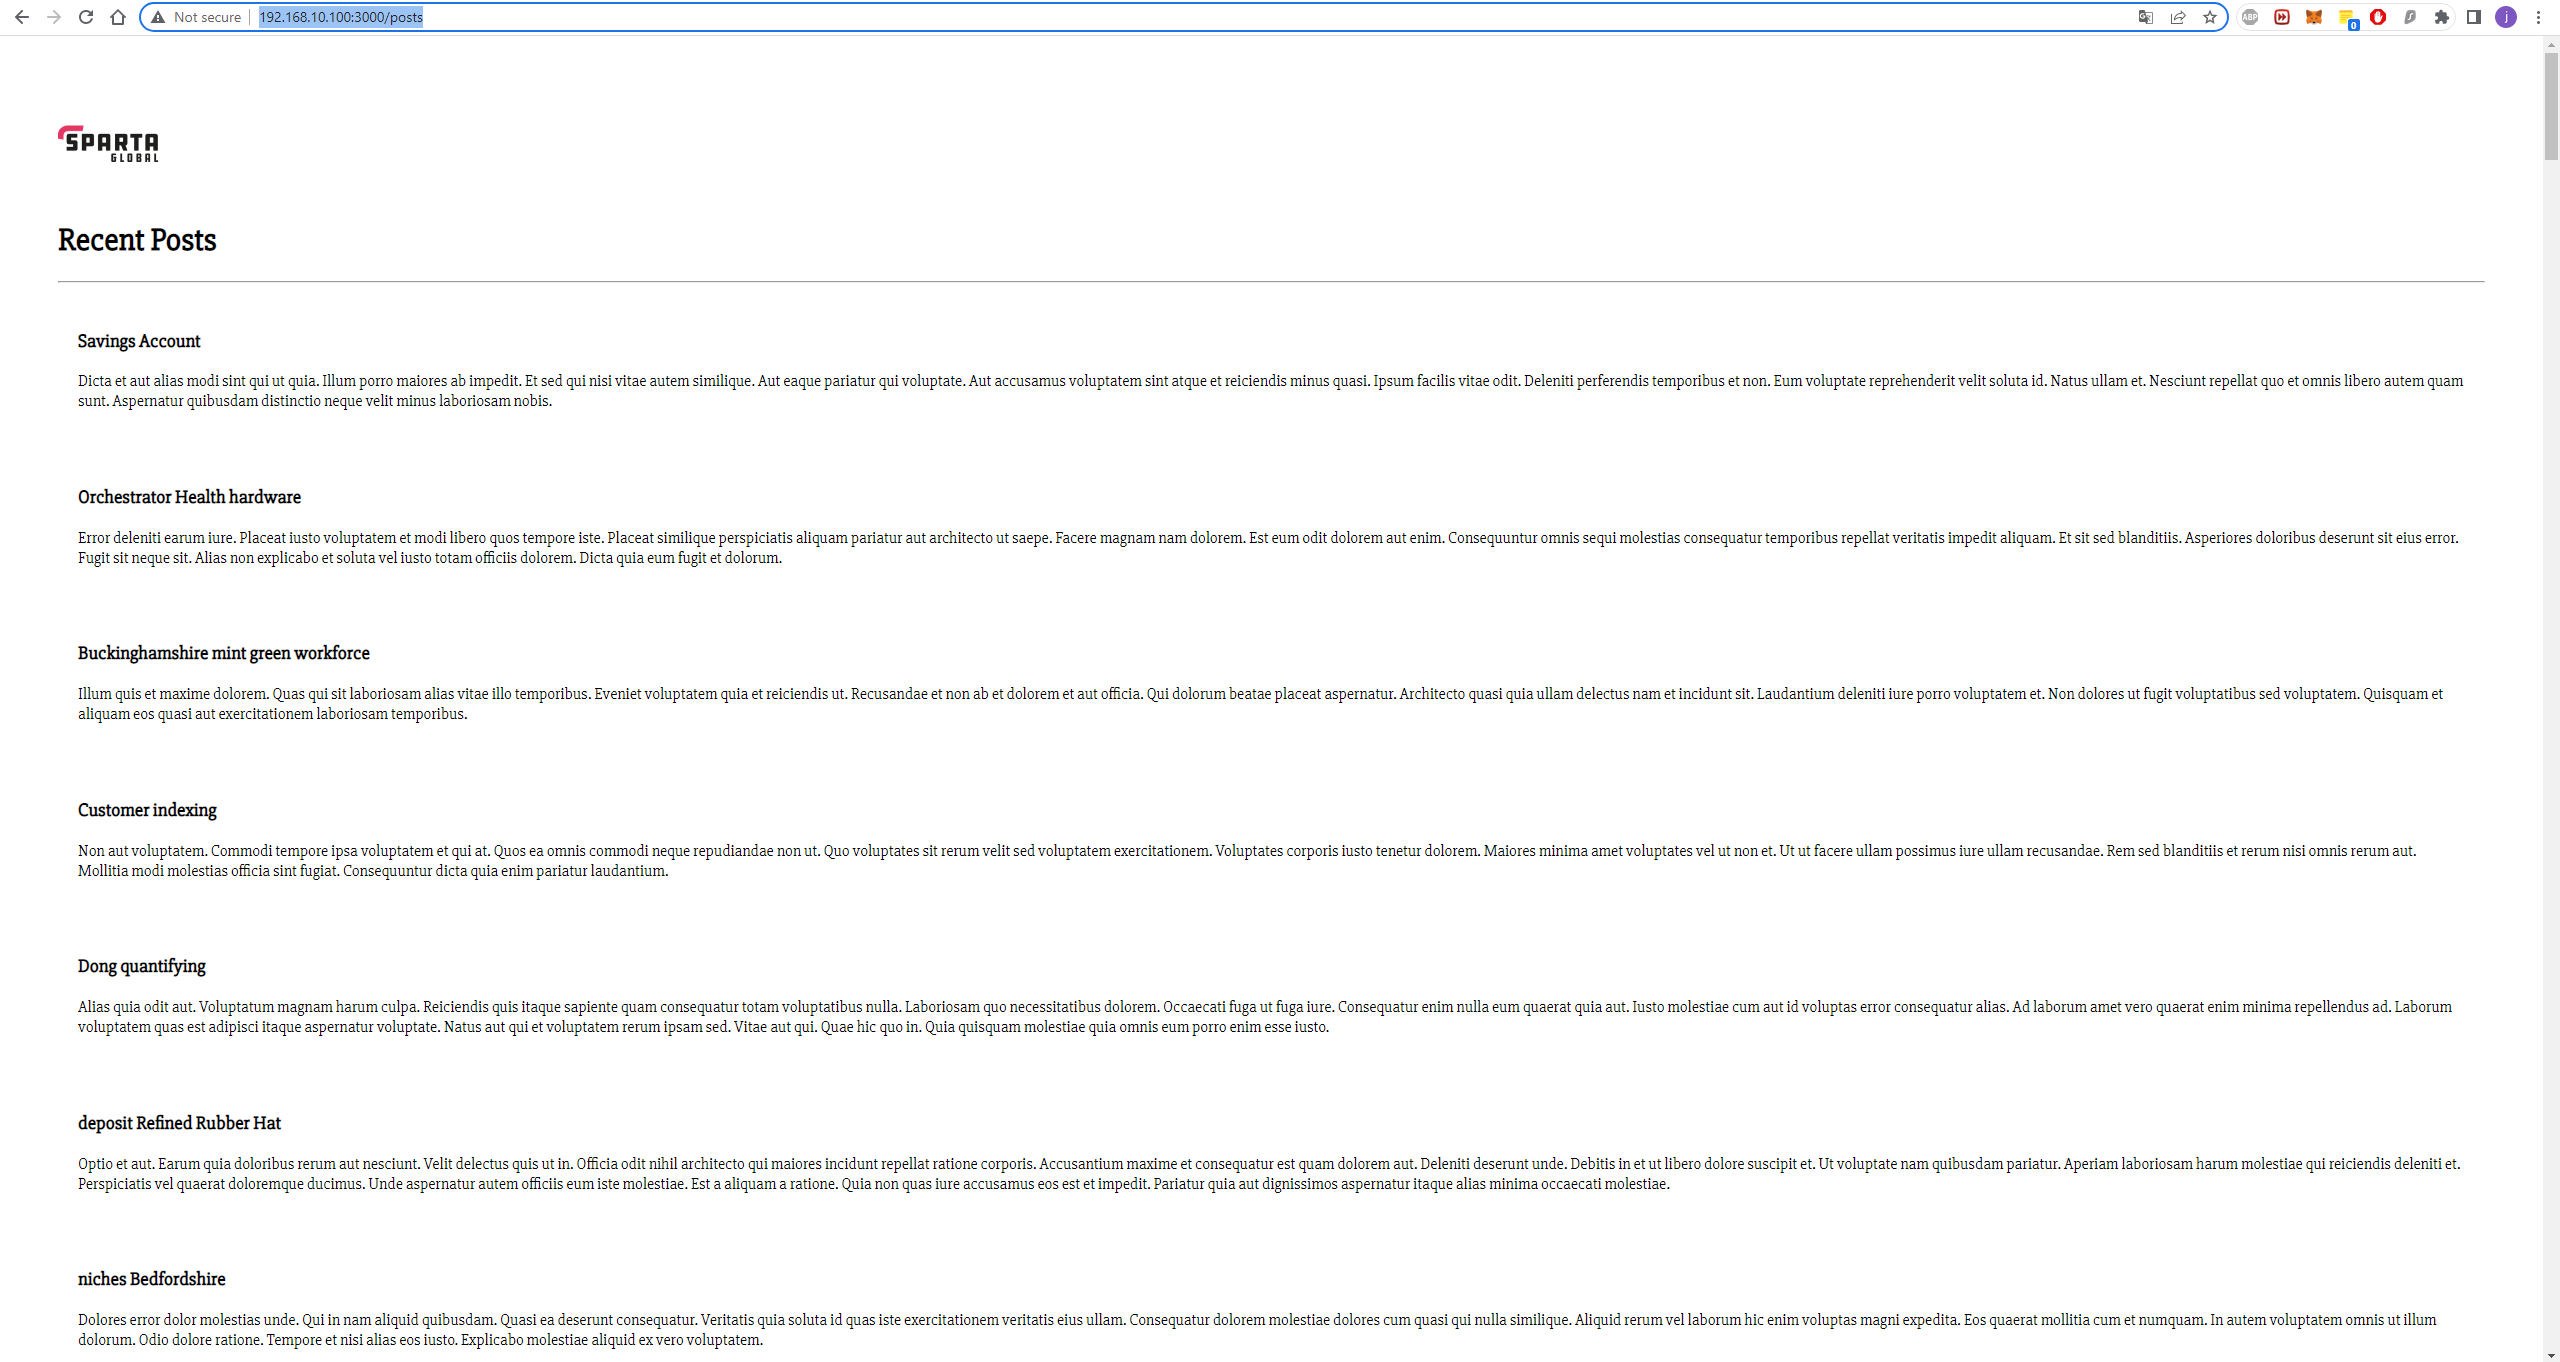 Not secure | 192.168.10.100:3000/posts
ABP
0
j
SPARTA
GLOBAL
Recent Posts
Savings Account
Dicta et aut alias modi sint qui ut quia. Illum porro maiores ab impedit. Et sed qui nisi vitae autem similique. Aut eaque pariatur qui voluptate. Aut accusamus voluptatem sint atque et reiciendis minus quasi. Ipsum facilis vitae odit. Deleniti perferendis temporibus et non. Eum voluptate reprehenderit velit soluta id. Natus ullam et. Nesciunt repellat quo et omnis libero autem quam
sunt. Aspernatur quibusdam distinctio neque velit minus laboriosam nobis.
Orchestrator Health hardware
Error deleniti earum iure. Placeat iusto voluptatem et modi libero quos tempore iste. Placeat similique perspiciatis aliquam pariatur aut architecto ut saepe. Facere magnam nam dolorem. Est eum odit dolorem aut enim. Consequuntur omnis sequi molestias consequatur temporibus repellat veritatis impedit aliquam. Et sit sed blanditiis. Asperiores doloribus deserunt sit eius error.
Fugit sit neque sit. Alias non explicabo et soluta vel iusto totam officiis dolorem. Dicta quia eum fugit et dolorum.
Buckinghamshire mint green workforce
Illum quis et maxime dolorem. Quas qui sit laboriosam alias vitae illo temporibus. Eveniet voluptatem quia et reiciendis ut. Recusandae et non ab et dolorem et aut officia. Qui dolorum beatae placeat aspernatur. Architecto quasi quia ullam delectus nam et incidunt sit. Laudantium deleniti iure porro voluptatem et. Non dolores ut fugit voluptatibus sed voluptatem. Quisquam et
aliquam eos quasi aut exercitationem laboriosam temporibus.
Customer indexing
Non aut voluptatem. Commodi tempore ipsa voluptatem et qui at. Quos ea omnis commodi neque repudiandae non ut. Quo voluptates sit rerum velit sed voluptatem exercitationem. Voluptates corporis iusto tenetur dolorem. Maiores minima amet voluptates vel ut non et. Ut ut facere ullam possimus iure ullam recusandae. Rem sed blanditiis et rerum nisi omnis rerum aut.
Mollitia modi molestias officia sint fugiat. Consequuntur dicta quia enim pariatur laudantium.
Dong quantifying
Alias quia odit aut. Voluptatum magnam harum culpa. Reiciendis quis itaque sapiente quam consequatur totam voluptatibus nulla. Laboriosam quo necessitatibus dolorem. Occaecati fuga ut fuga iure. Consequatur enim nulla eum quaerat quia aut. Iusto molestiae cum aut id voluptas error consequatur alias. Ad laborum amet vero quaerat enim minima repellendus ad. Laborum
voluptatem quas est adipisci itaque aspernatur voluptate. Natus aut qui et voluptatem rerum ipsam sed. Vitae aut qui. Quae hic quo in. Quia quisquam molestiae quia omnis eum porro enim esse iusto.
deposit Refined Rubber Hat
Optio et aut. Earum quia doloribus rerum aut nesciunt. Velit delectus quis ut in. Officia odit nihil architecto qui maiores incidunt repellat ratione corporis. Accusantium maxime et consequatur est quam dolorem aut. Deleniti deserunt unde. Debitis in et ut libero dolore suscipit et. Ut voluptate nam quibusdam pariatur. Aperiam laboriosam harum molestiae qui reiciendis deleniti et.
Perspiciatis vel quaerat doloremque ducimus. Unde aspernatur autem officiis eum iste molestiae. Est a aliquam a ratione. Quia non quas iure accusamus eos est et impedit. Pariatur quia aut dignissimos aspernatur itaque alias minima occaecati molestiae.
niches Bedfordshire
Dolores error dolor molestias unde. Qui in nam aliquid quibusdam. Quasi ea deserunt consequatur. Veritatis quia soluta id quas iste exercitationem veritatis eius ullam. Consequatur dolorem molestiae dolores cum quasi qui nulla similique. Aliquid rerum vel laborum hic enim voluptas magni expedita. Eos quaerat mollitia cum et numquam. In autem voluptatem omnis ut illum
dolorum. Odio dolore ratione. Tempore et nisi alias eos iusto. Explicabo molestiae aliquid ex vero voluptatem.